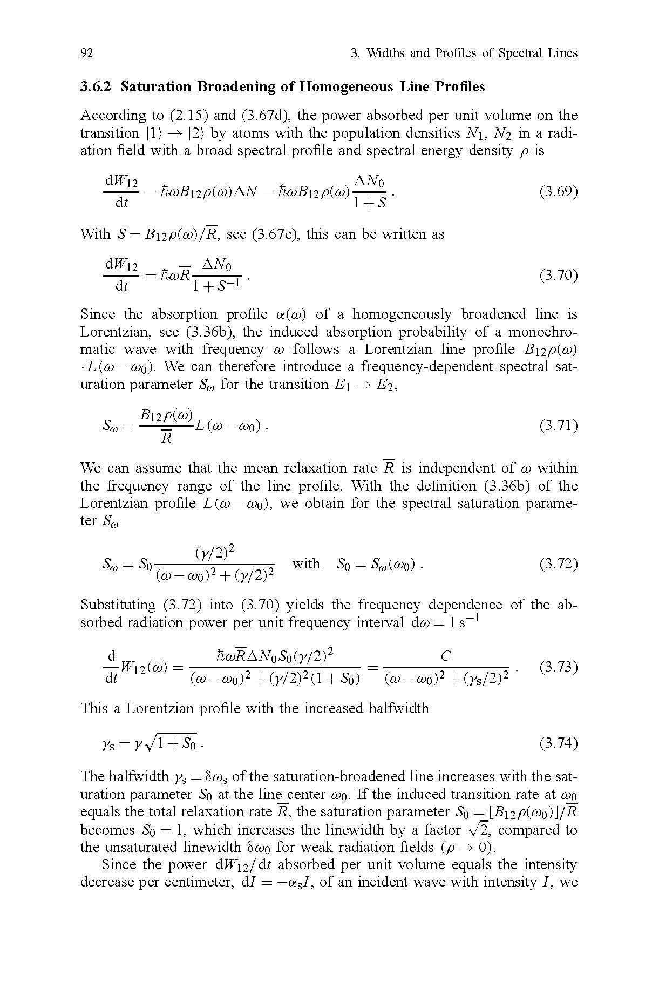 92 3. Widths and Profiles of Spectral Lines
3.6.2 Saturation Broadening of Homogeneous Line Profiles
According to (2.15) and (3.67d), the power absorbed per unit volume on the
transition |1⟩ → |2⟩ by atoms with the population densities N₁, N₂ in a radi-
ation field with a broad spectral profile and spectral energy density ρ is
dW₁₂/dt = ħωB₁₂ρ(ω)ΔN = ħωB₁₂ρ(ω) ΔN₀/(1 + S) . (3.69)
With S = B₁₂ρ(ω)/R̅, see (3.67e), this can be written as
dW₁₂/dt = ħωR̅ ΔN₀/(1 + S⁻¹) . (3.70)
Since the absorption profile α(ω) of a homogeneously broadened line is
Lorentzian, see (3.36b), the induced absorption probability of a monochro-
matic wave with frequency ω follows a Lorentzian line profile B₁₂ρ(ω)
·L(ω − ω₀). We can therefore introduce a frequency-dependent spectral sat-
uration parameter S_ω for the transition E₁ → E₂,
S_ω = B₁₂ρ(ω)/R̅ L(ω − ω₀) . (3.71)
We can assume that the mean relaxation rate R̅ is independent of ω within
the frequency range of the line profile. With the definition (3.36b) of the
Lorentzian profile L(ω − ω₀), we obtain for the spectral saturation parame-
ter S_ω
S_ω = S₀ (γ/2)²/((ω − ω₀)² + (γ/2)²) with S₀ = S_ω(ω₀) . (3.72)
Substituting (3.72) into (3.70) yields the frequency dependence of the ab-
sorbed radiation power per unit frequency interval dω = 1 s⁻¹
d/dt W₁₂(ω) = ħωR̅ΔN₀S₀(γ/2)²/((ω − ω₀)² + (γ/2)²(1 + S₀)) = C/((ω − ω₀)² + (γₛ/2)²) . (3.73)
This a Lorentzian profile with the increased halfwidth
γₛ = γ√(1 + S₀) . (3.74)
The halfwidth γₛ = δωₛ of the saturation-broadened line increases with the sat-
uration parameter S₀ at the line center ω₀. If the induced transition rate at ω₀
equals the total relaxation rate R̅, the saturation parameter S₀ = [B₁₂ρ(ω₀)]/R̅
becomes S₀ = 1, which increases the linewidth by a factor √2, compared to
the unsaturated linewidth δω₀ for weak radiation fields (ρ → 0).
Since the power dW₁₂/dt absorbed per unit volume equals the intensity
decrease per centimeter, dI = −αₛI, of an incident wave with intensity I, we